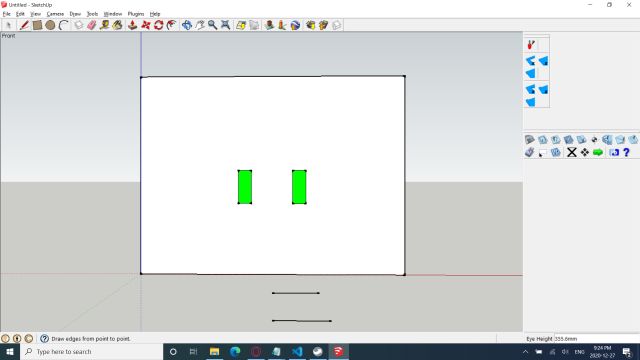 Untitled - SketchUp
File Edit View Camera Draw Tools Window Plugins Help
Front
Draw edges from point to point.
Eye Height 355.6mm
Type here to search
ENG
9:24 PM
2020-12-27